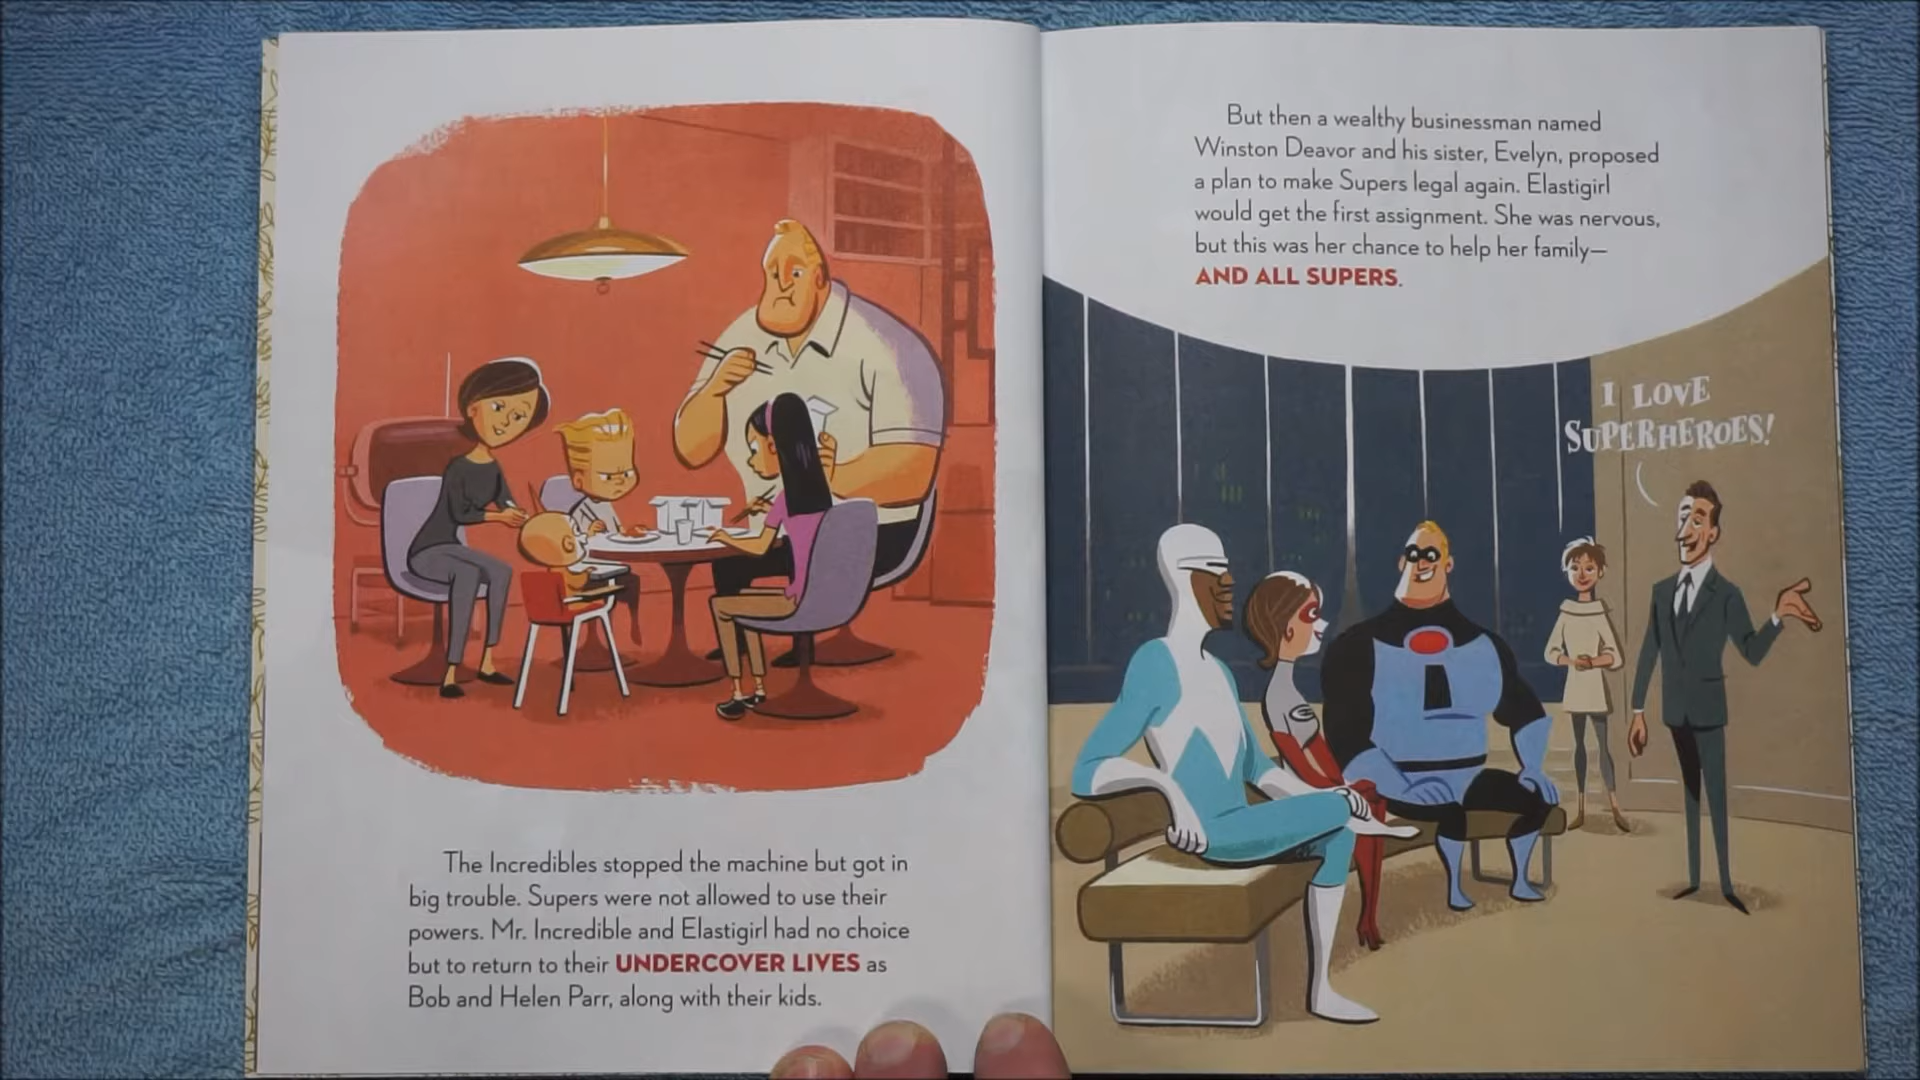 The Incredibles stopped the machine but got in
big trouble. Supers were not allowed to use their
powers. Mr. Incredible and Elastigirl had no choice
but to return to their UNDERCOVER LIVES as
Bob and Helen Parr, along with their kids.
But then a wealthy businessman named
Winston Deavor and his sister, Evelyn, proposed
a plan to make Supers legal again. Elastigirl
would get the first assignment. She was nervous,
but this was her chance to help her family—
AND ALL SUPERS.
I LOVE
SUPERHEROES!